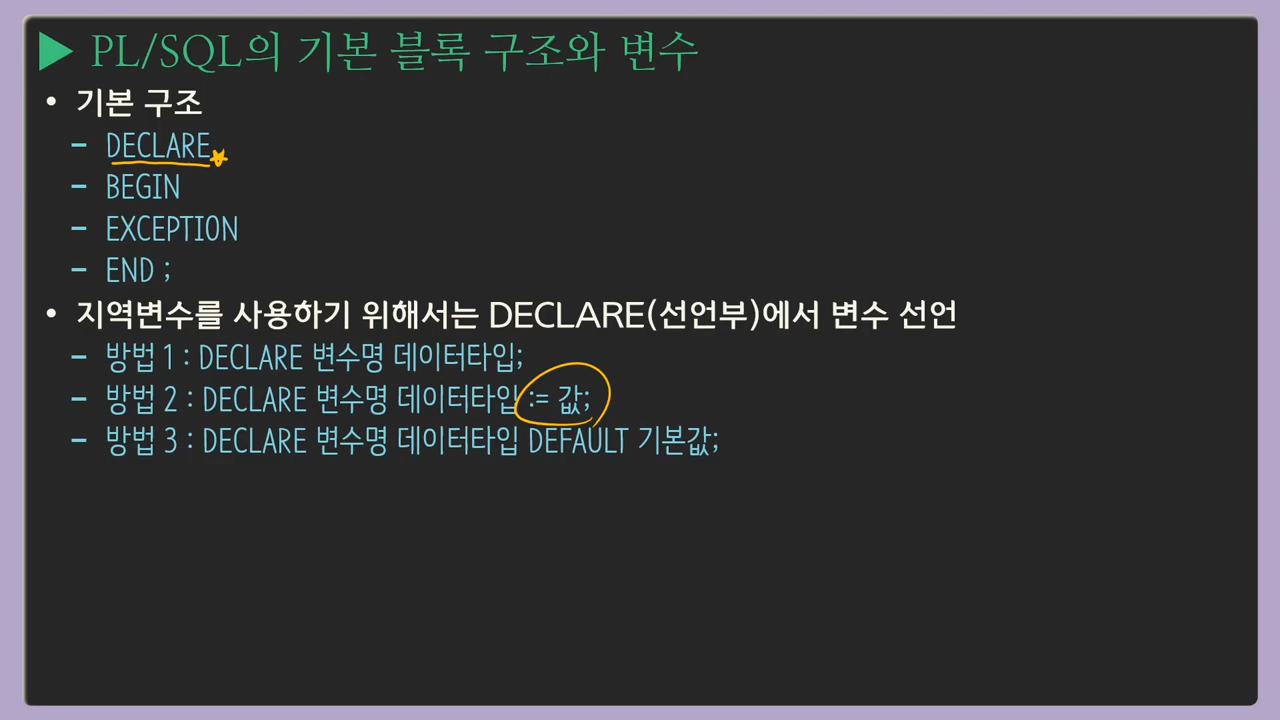 ▶ PL/SQL의 기본 블록 구조와 변수
• 기본 구조
– DECLARE
– BEGIN
– EXCEPTION
– END ;
• 지역변수를 사용하기 위해서는 DECLARE(선언부)에서 변수 선언
– 방법 1 : DECLARE 변수명 데이터타입;
– 방법 2 : DECLARE 변수명 데이터타입 := 값;
– 방법 3 : DECLARE 변수명 데이터타입 DEFAULT 기본값;